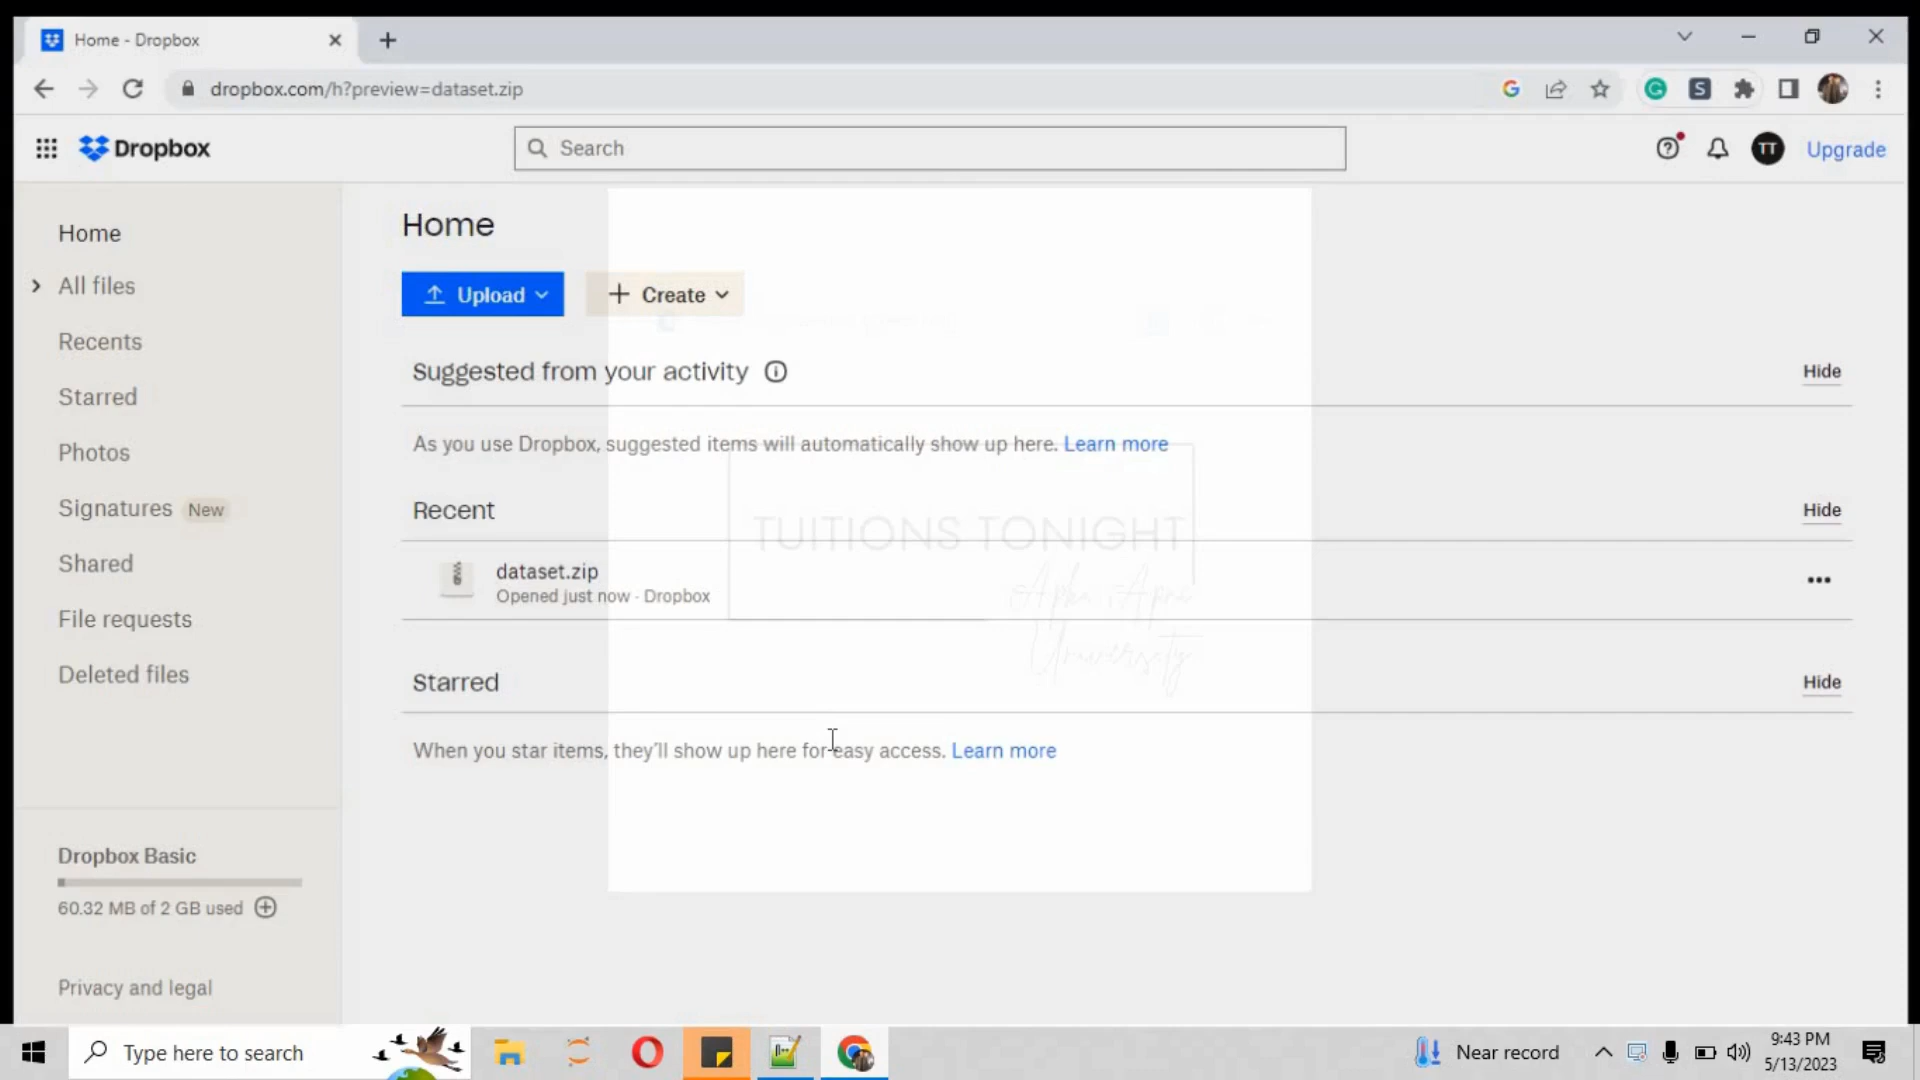 Home - Dropbox
dropbox.com/h?preview=dataset.zip
Dropbox
Search
TT
Upgrade
Home
Home
Upload
Create
All files
Recents
Starred
Photos
Signatures New
Shared
File requests
Deleted files
Suggested from your activity
Hide
As you use Dropbox, suggested items will automatically show up here. Learn more
Recent
Hide
TUITIONS TONIGHT
dataset.zip
Opened just now · Dropbox
Apka Apna
University
Starred
Hide
When you star items, they'll show up here for easy access. Learn more
Dropbox Basic
60.32 MB of 2 GB used
Privacy and legal
Type here to search
Near record
9:43 PM
5/13/2023